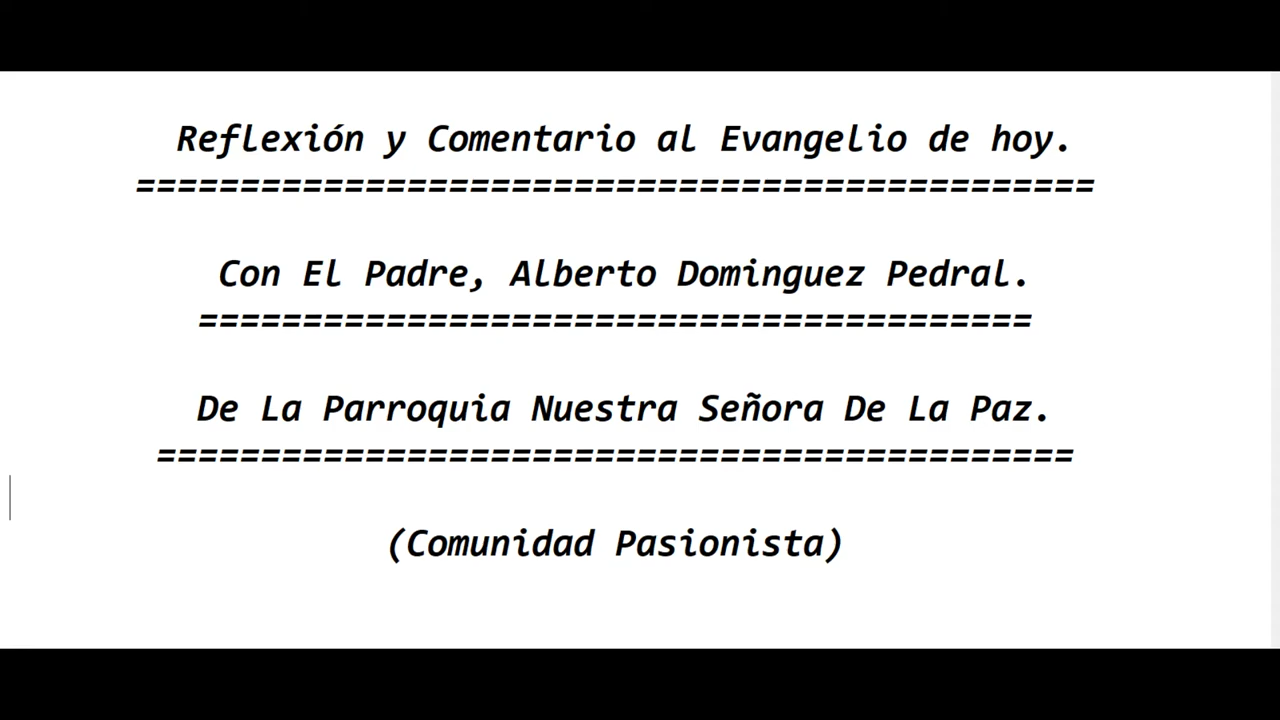 Reflexión y Comentario al Evangelio de hoy.
==============================================
Con El Padre, Alberto Dominguez Pedral.
========================================
De La Parroquia Nuestra Señora De La Paz.
============================================
(Comunidad Pasionista)